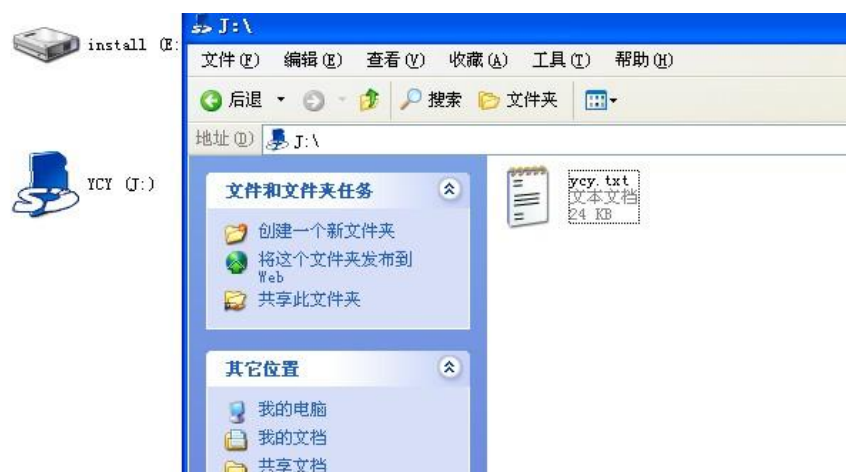 install (E:
YCY (J:)
J:\
文件(F) 编辑(E) 查看(V) 收藏(A) 工具(T) 帮助(H)
后退 搜索 文件夹
地址(D) J:\
文件和文件夹任务
创建一个新文件夹
将这个文件夹发布到
Web
共享此文件夹
其它位置
我的电脑
我的文档
共享文档
ycy.txt
文本文档
24 KB